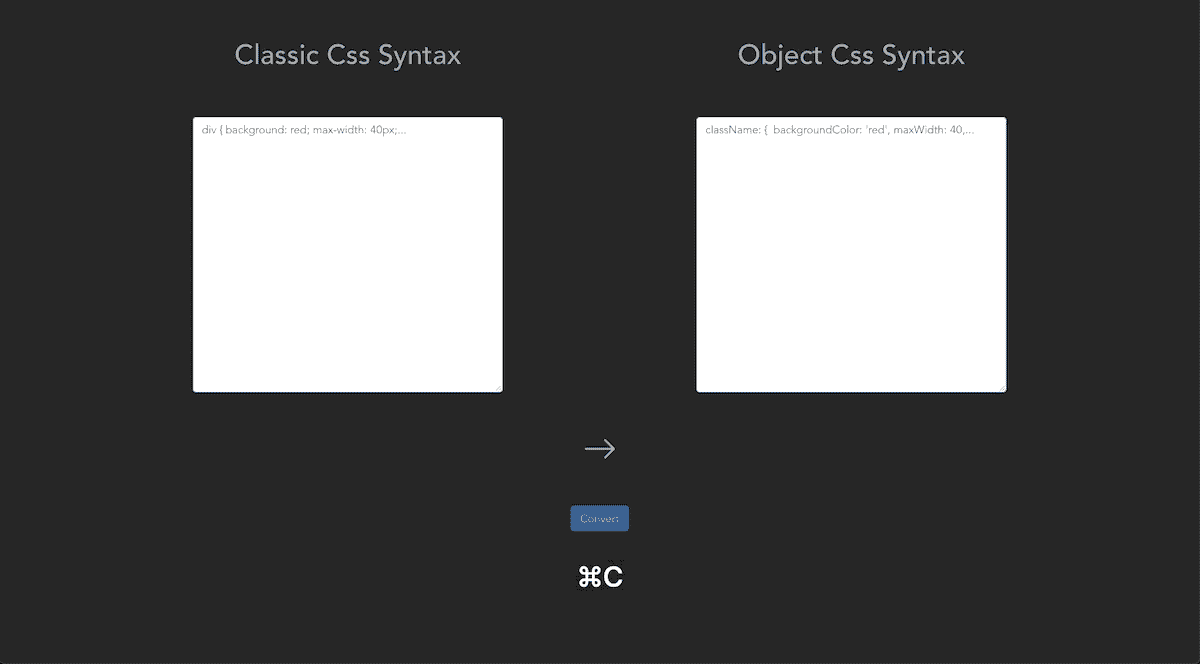 Classic Css Syntax
Object Css Syntax
div { background: red; max-width: 40px;...
className: {  backgroundColor: 'red', maxWidth: 40,...
→
Convert
⌘C